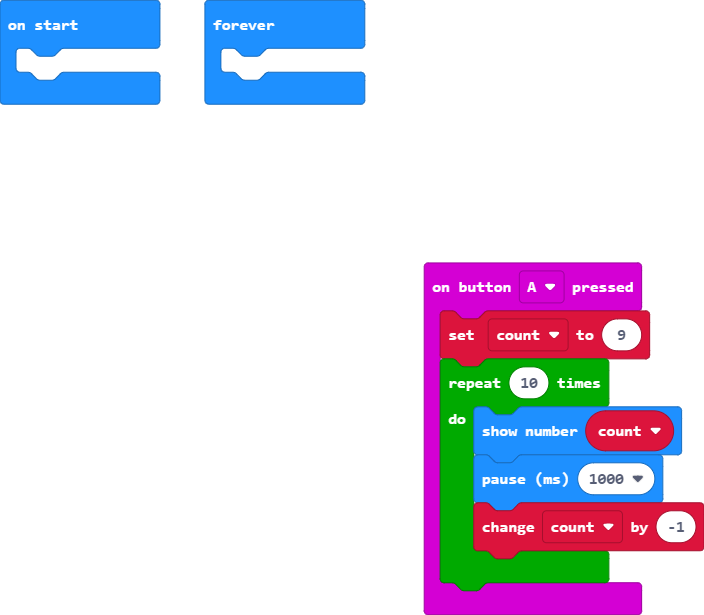 on start
forever
on button A pressed
set count to 9
repeat 10 times
do
show number count
pause (ms) 1000
change count by -1